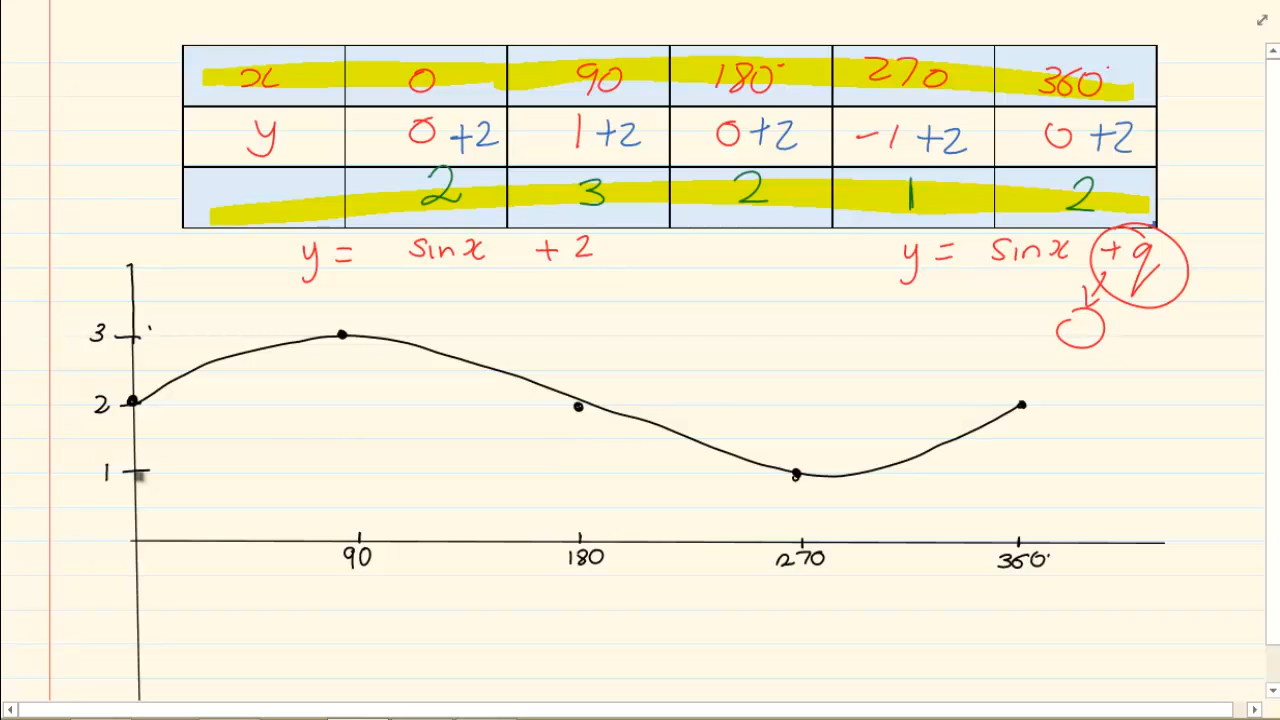 x 0 90 180° 270 360°
y 0 +2 1 +2 0 +2 -1 +2 0 +2
2 3 2 1 2
y = sin x + 2 y = sin x + q
3
2
1
90 180 270 360°